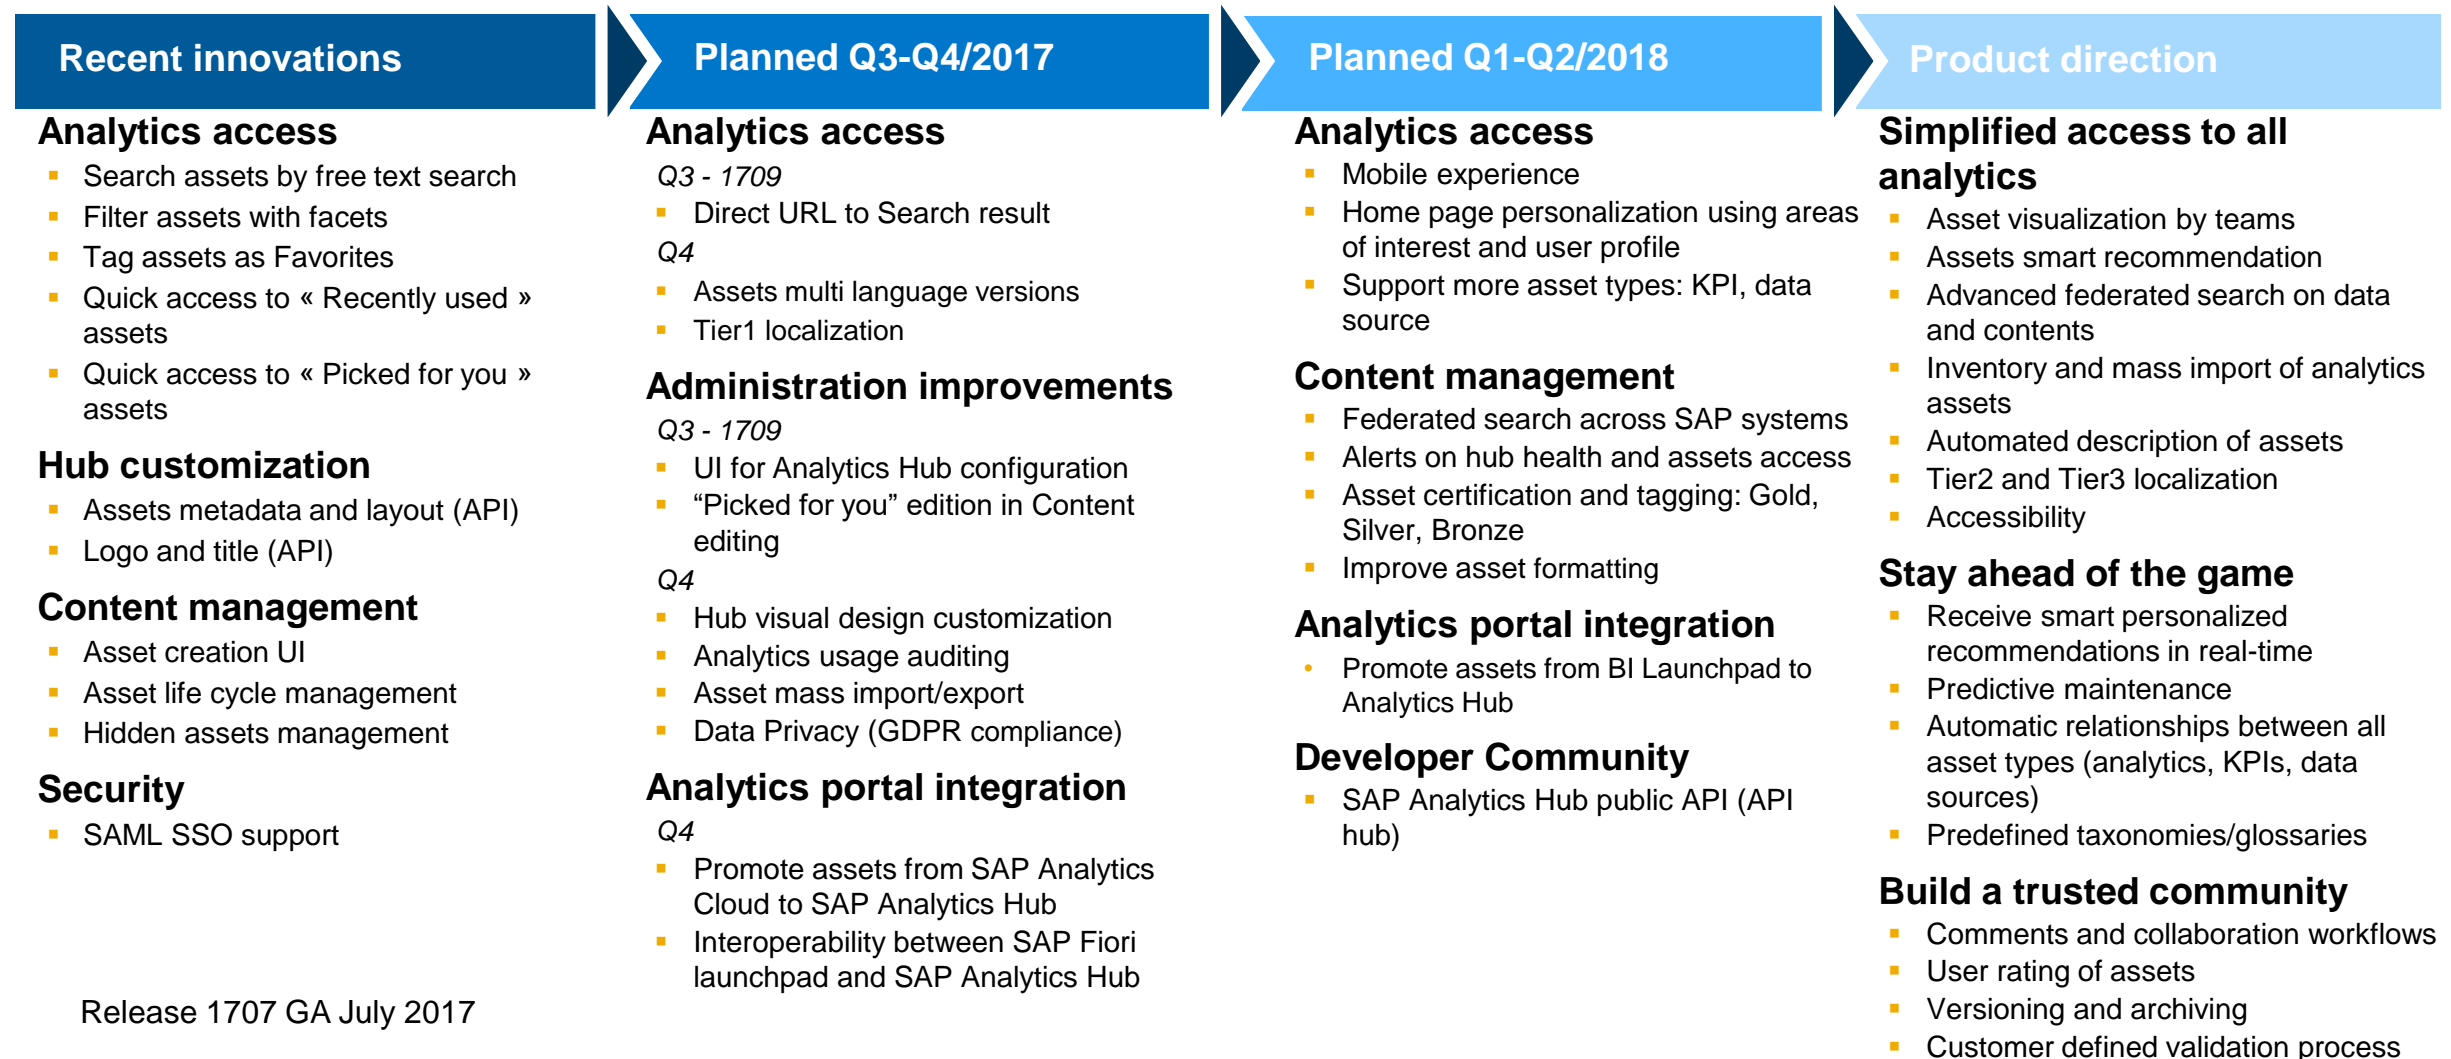 Recent innovations
Analytics access
Search assets by free text search
Filter assets with facets
Tag assets as Favorites
Quick access to « Recently used »
assets
Quick access to « Picked for you »
assets
Hub customization
Assets metadata and layout (API)
Logo and title (API)
Content management
Asset creation UI
Asset life cycle management
Hidden assets management
Security
SAML SSO support
Release 1707 GA July 2017
Planned Q3-Q4/2017
Analytics access
Q3 - 1709
Direct URL to Search result
Q4
Assets multi language versions
Tier1 localization
Administration improvements
Q3 - 1709
UI for Analytics Hub configuration
“Picked for you” edition in Content
editing
Q4
Hub visual design customization
Analytics usage auditing
Asset mass import/export
Data Privacy (GDPR compliance)
Analytics portal integration
Q4
Promote assets from SAP Analytics
Cloud to SAP Analytics Hub
Interoperability between SAP Fiori
launchpad and SAP Analytics Hub
Planned Q1-Q2/2018
Analytics access
Mobile experience
Home page personalization using areas
of interest and user profile
Support more asset types: KPI, data
source
Content management
Federated search across SAP systems
Alerts on hub health and assets access
Asset certification and tagging: Gold,
Silver, Bronze
Improve asset formatting
Analytics portal integration
Promote assets from BI Launchpad to
Analytics Hub
Developer Community
SAP Analytics Hub public API (API
hub)
Product direction
Simplified access to all
analytics
Asset visualization by teams
Assets smart recommendation
Advanced federated search on data
and contents
Inventory and mass import of analytics
assets
Automated description of assets
Tier2 and Tier3 localization
Accessibility
Stay ahead of the game
Receive smart personalized
recommendations in real-time
Predictive maintenance
Automatic relationships between all
asset types (analytics, KPIs, data
sources)
Predefined taxonomies/glossaries
Build a trusted community
Comments and collaboration workflows
User rating of assets
Versioning and archiving
Customer defined validation process